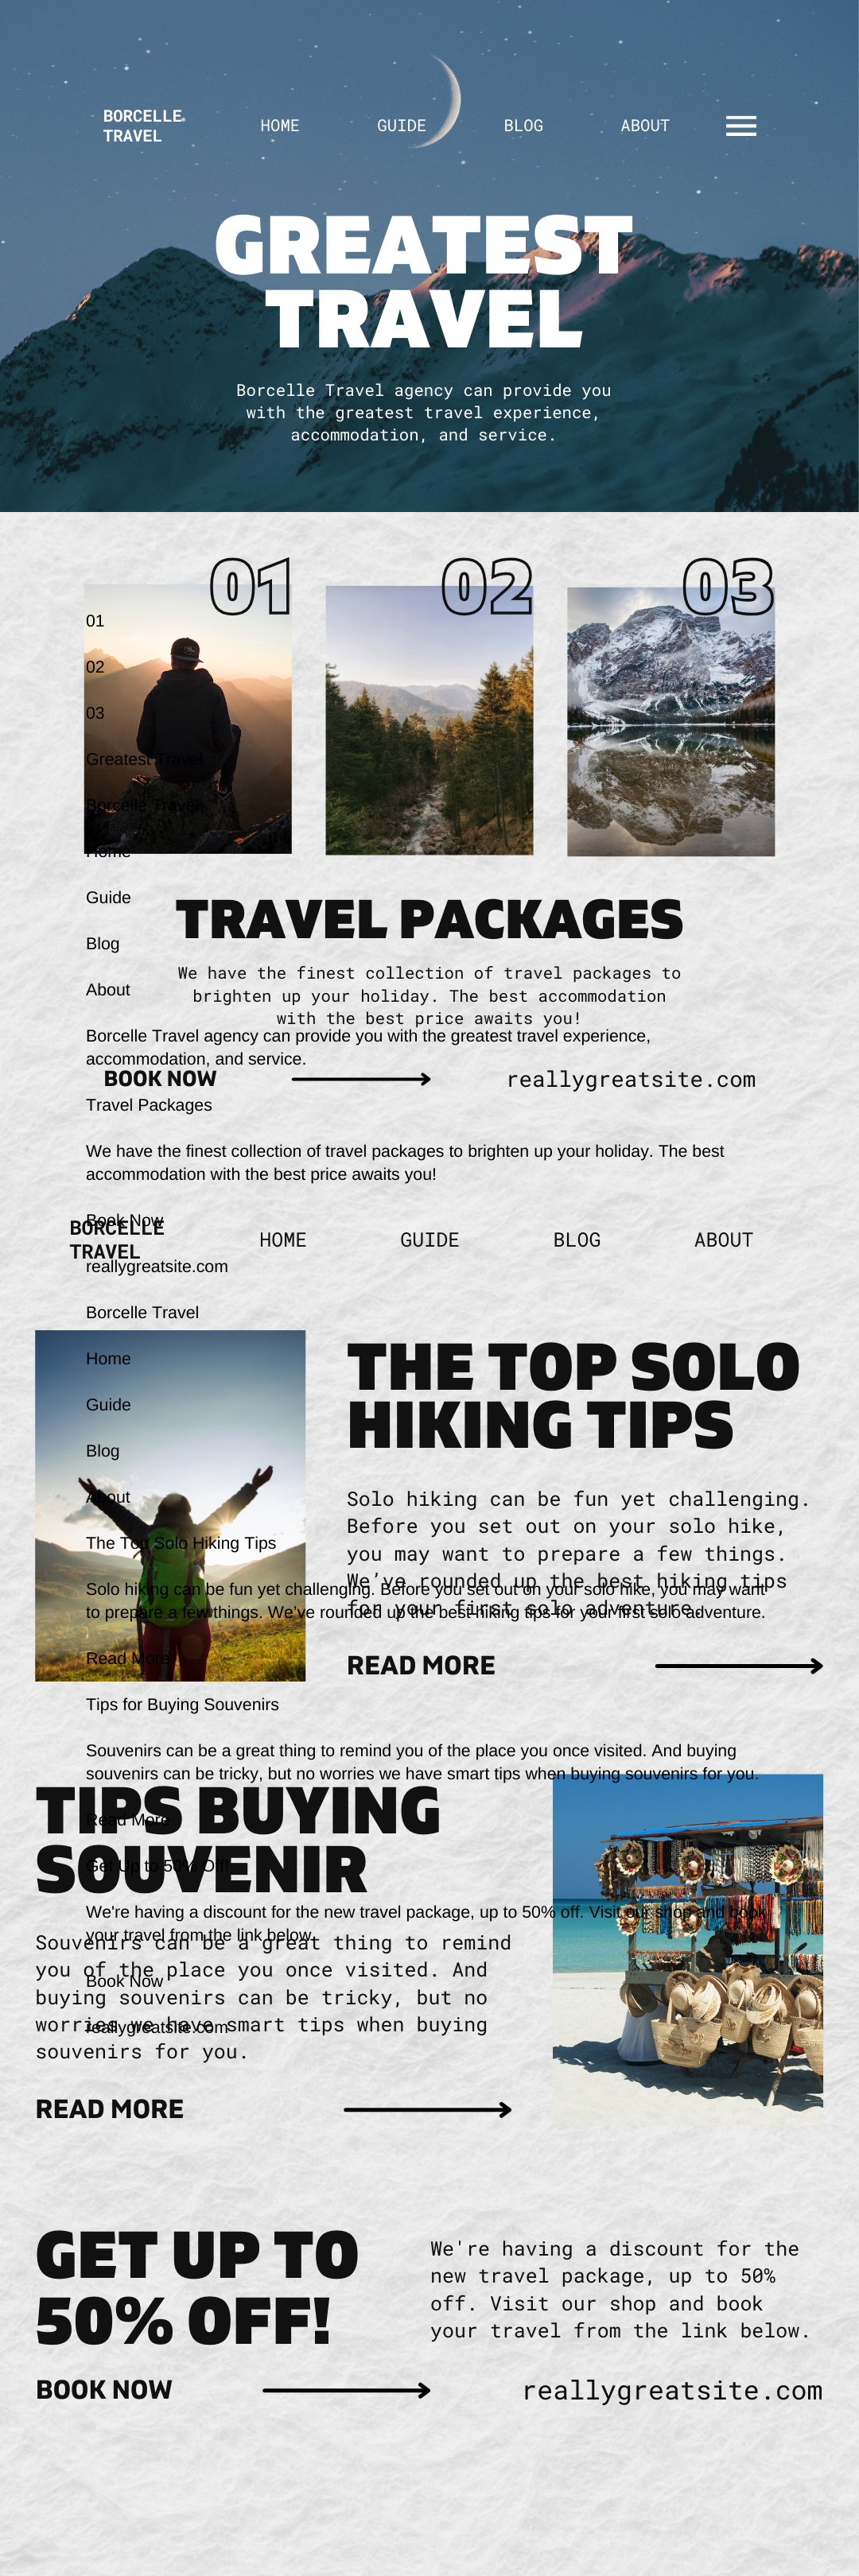 BORCELLE
TRAVEL
HOME
GUIDE
BLOG
ABOUT
GREATEST
TRAVEL
Borcelle Travel agency can provide you
with the greatest travel experience,
accommodation, and service.
01
02
03
01
02
03
Greatest Travel
Borcelle Travel
Home
Guide
Blog
About
TRAVEL PACKAGES
We have the finest collection of travel packages to
brighten up your holiday. The best accommodation
with the best price awaits you!
Borcelle Travel agency can provide you with the greatest travel experience,
accommodation, and service.
BOOK NOW
reallygreatsite.com
Travel Packages
We have the finest collection of travel packages to brighten up your holiday. The best
accommodation with the best price awaits you!
Book Now
BORCELLE
TRAVEL
HOME
GUIDE
BLOG
ABOUT
reallygreatsite.com
Borcelle Travel
Home
Guide
Blog
About
THE TOP SOLO
HIKING TIPS
Solo hiking can be fun yet challenging.
Before you set out on your solo hike,
you may want to prepare a few things.
We’ve rounded up the best hiking tips
for your first solo adventure.
The Top Solo Hiking Tips
Solo hiking can be fun yet challenging. Before you set out on your solo hike, you may want
to prepare a few things. We’ve rounded up the best hiking tips for your first solo adventure.
Read More
READ MORE
Tips for Buying Souvenirs
Souvenirs can be a great thing to remind you of the place you once visited. And buying
souvenirs can be tricky, but no worries we have smart tips when buying souvenirs for you.
TIPS BUYING
SOUVENIR
Read More
Get Up to 50% Off!
We're having a discount for the new travel package, up to 50% off. Visit our shop and book
your travel from the link below.
Souvenirs can be a great thing to remind
you of the place you once visited. And
buying souvenirs can be tricky, but no
worries we have smart tips when buying
souvenirs for you.
Book Now
reallygreatsite.com
READ MORE
GET UP TO
50% OFF!
We're having a discount for the
new travel package, up to 50%
off. Visit our shop and book
your travel from the link below.
BOOK NOW
reallygreatsite.com